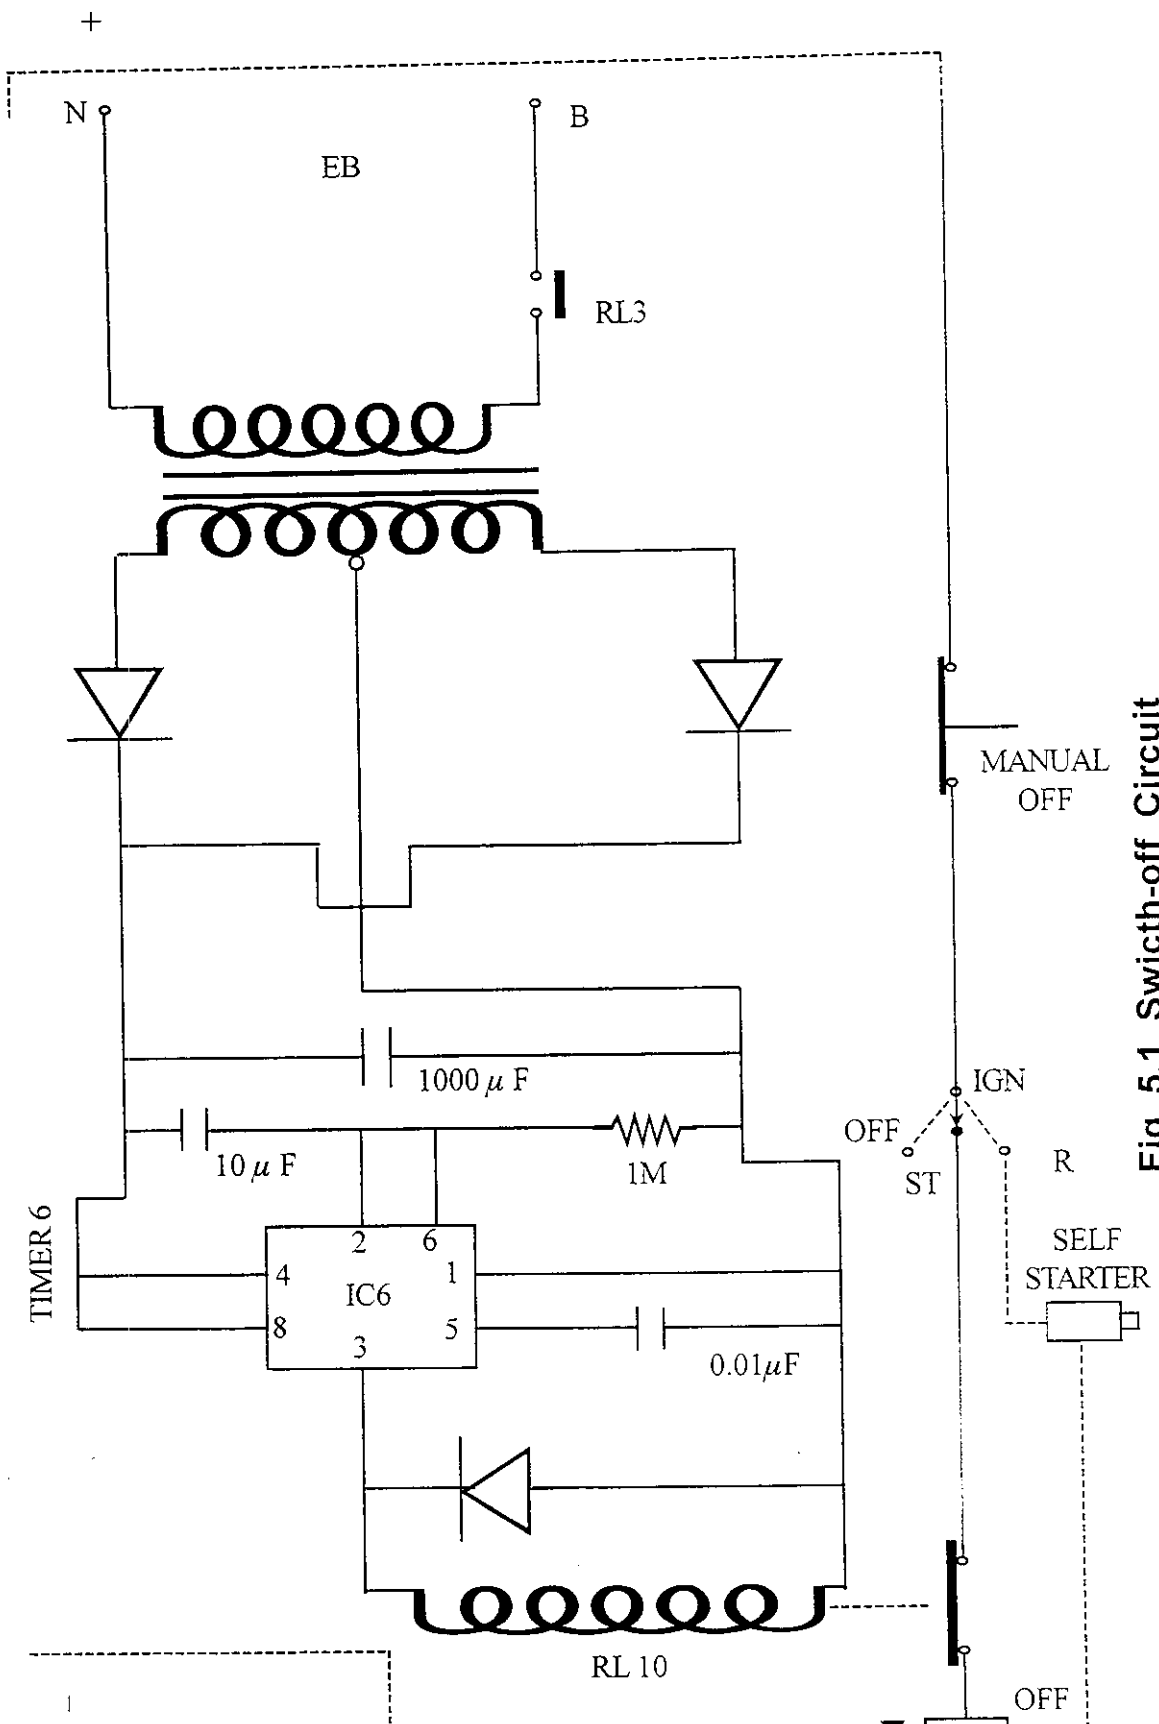 +
N
B
EB
RL3
MANUAL
OFF
1000 μ F
IGN
OFF
ST
R
10 μ F
1M
TIMER 6
2
6
4
1
IC6
8
5
3
0.01μF
SELF
STARTER
RL 10
OFF
Fig 5.1 Swicth-off Circuit